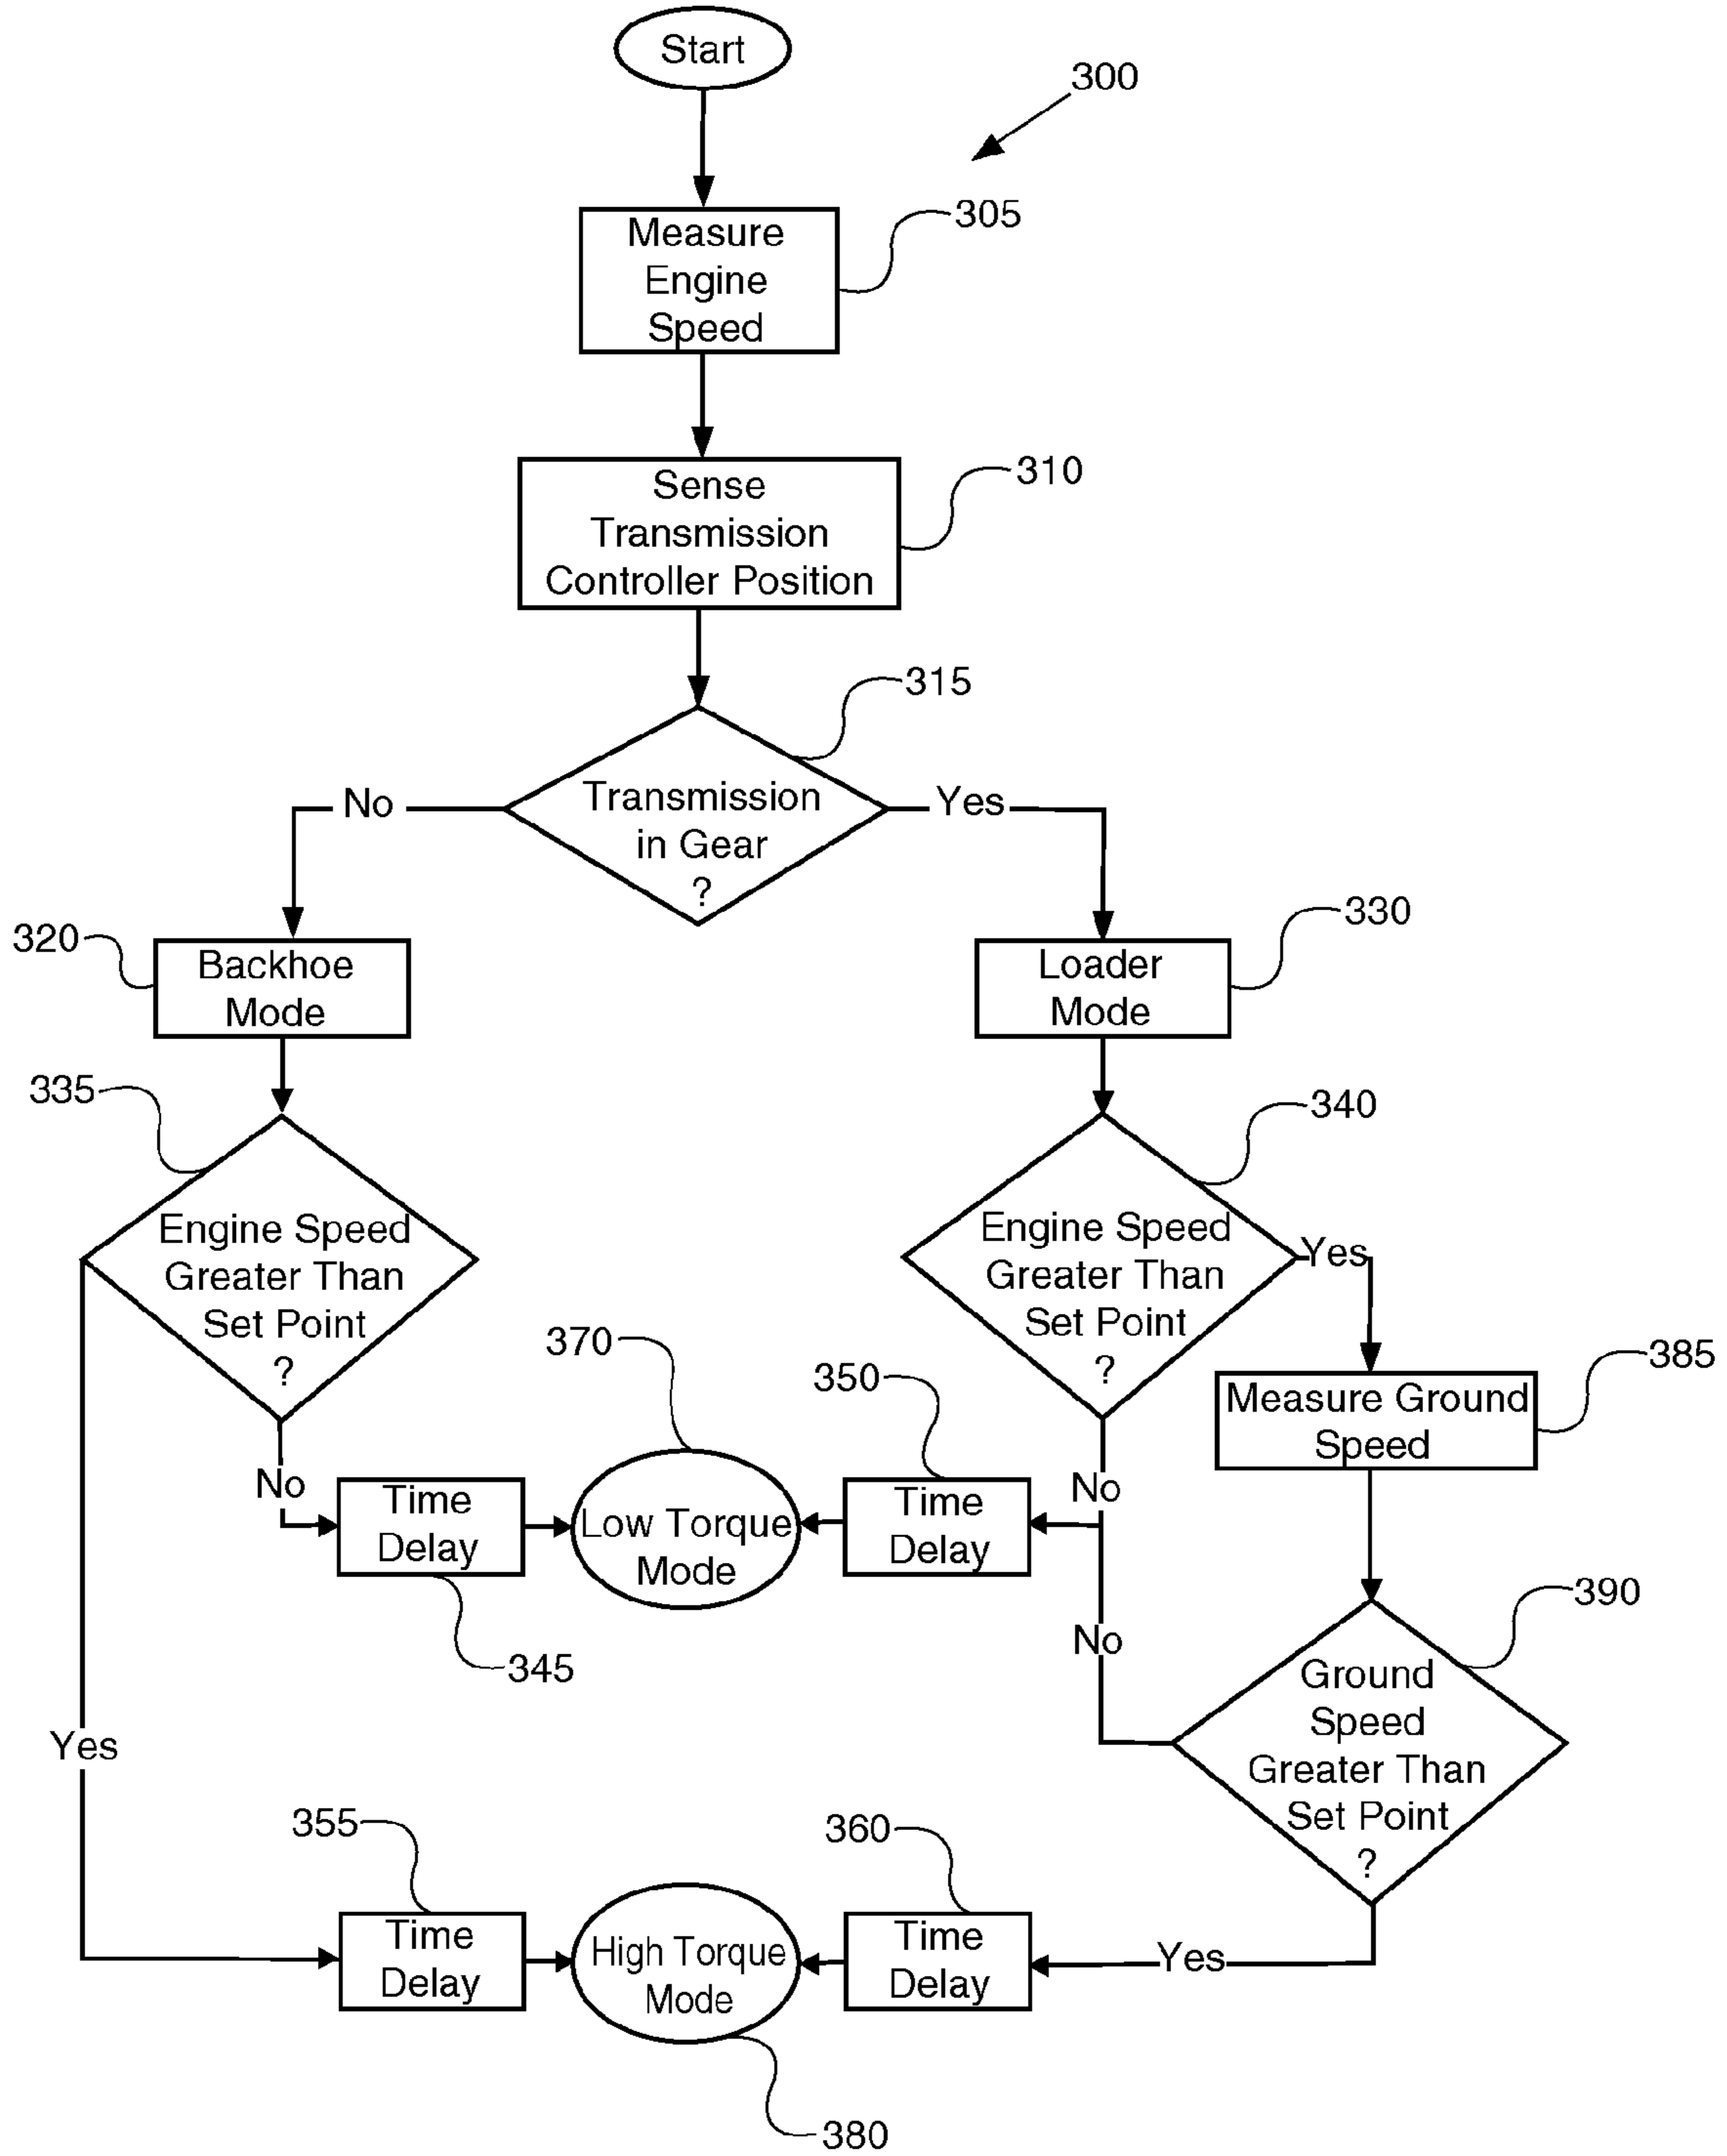 Start
300
Measure
Engine
Speed
305
Sense
Transmission
Controller Position
310
315
Transmission
in Gear
?
No
Yes
320
Backhoe
Mode
Loader
Mode
330
335
Engine Speed
Greater Than
Set Point
?
340
Engine Speed
Greater Than
Set Point
?
Yes
385
Measure Ground
Speed
370
350
No
Time
Delay
Low Torque
Mode
Time
Delay
No
345
No
390
Ground
Speed
Greater Than
Set Point
?
Yes
355
360
Time
Delay
High Torque
Mode
Time
Delay
Yes
380